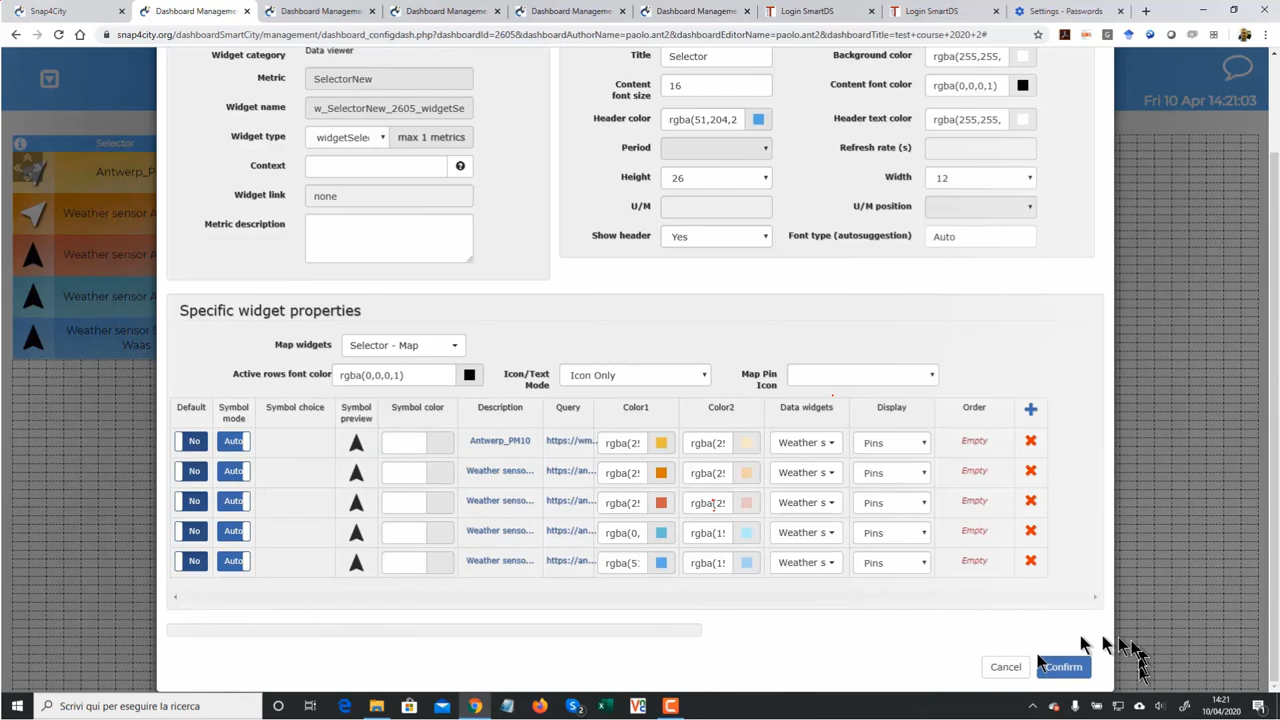 Snap4City
Dashboard Manageme
Dashboard Manageme
Dashboard Manageme
Dashboard Manageme
Dashboard Manageme
Login SmartDS
Login SmartDS
Settings - Passwords
snap4city.org/dashboardSmartCity/management/dashboard_configdash.php?dashboardId=2605&dashboardAuthorName=paolo.ant2&dashboardEditorName=paolo.ant2&dashboardTitle=test+course+2020+2#
Fri 10 Apr 14:21:03
Selector
Antwerp_P
Weather sensor A
Weather sensor A
Weather sensor A
Weather sensor S
Waas
Widget category Data viewer
Metric SelectorNew
Widget name w_SelectorNew_2605_widgetSe
Widget type widgetSele max 1 metrics
Context
Widget link none
Metric description
Title Selector Background color rgba(255,255,
Content font size 16 Content font color rgba(0,0,0,1)
Header color rgba(51,204,2 Header text color rgba(255,255,
Period Refresh rate (s)
Height 26 Width 12
U/M U/M position
Show header Yes Font type (autosuggestion) Auto
Specific widget properties
Map widgets Selector - Map
Active rows font color rgba(0,0,0,1) Icon/Text Mode Icon Only Map Pin Icon
Default Symbol mode Symbol choice Symbol preview Symbol color Description Query Color1 Color2 Data widgets Display Order
No Auto Antwerp_PM10 https://wm... rgba(2! rgba(2! Weather s Pins Empty
No Auto Weather senso... https://an... rgba(2! rgba(2! Weather s Pins Empty
No Auto Weather senso... https://an... rgba(2! rgba(2! Weather s Pins Empty
No Auto Weather senso... https://an... rgba(0, rgba(1! Weather s Pins Empty
No Auto Weather senso... https://an... rgba(5: rgba(1! Weather s Pins Empty
Cancel Confirm
Scrivi qui per eseguire la ricerca
14:21
10/04/2020